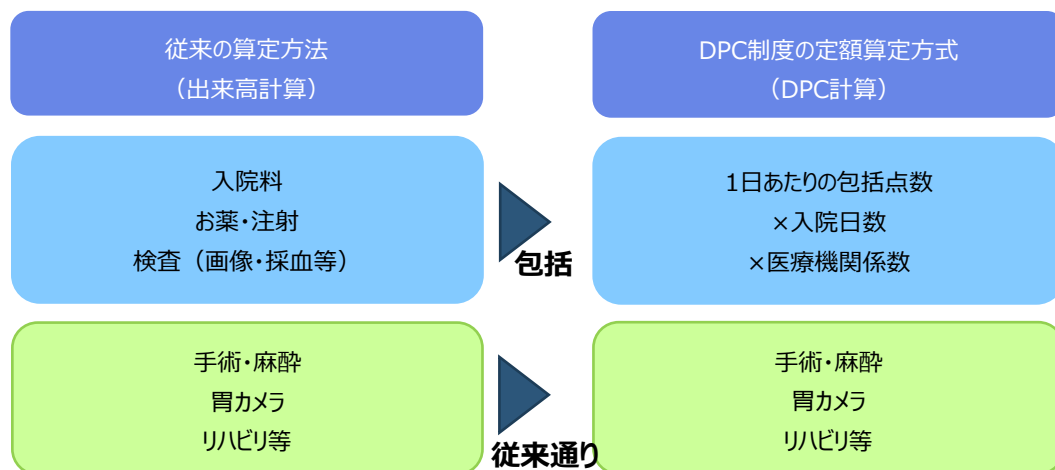 従来の算定方法
（出来高計算）
DPC制度の定額算定方式
（DPC計算）
入院料
お薬・注射
検査（画像・採血等）
包括
1日あたりの包括点数
×入院日数
×医療機関係数
手術・麻酔
胃カメラ
リハビリ等
従来通り
手術・麻酔
胃カメラ
リハビリ等